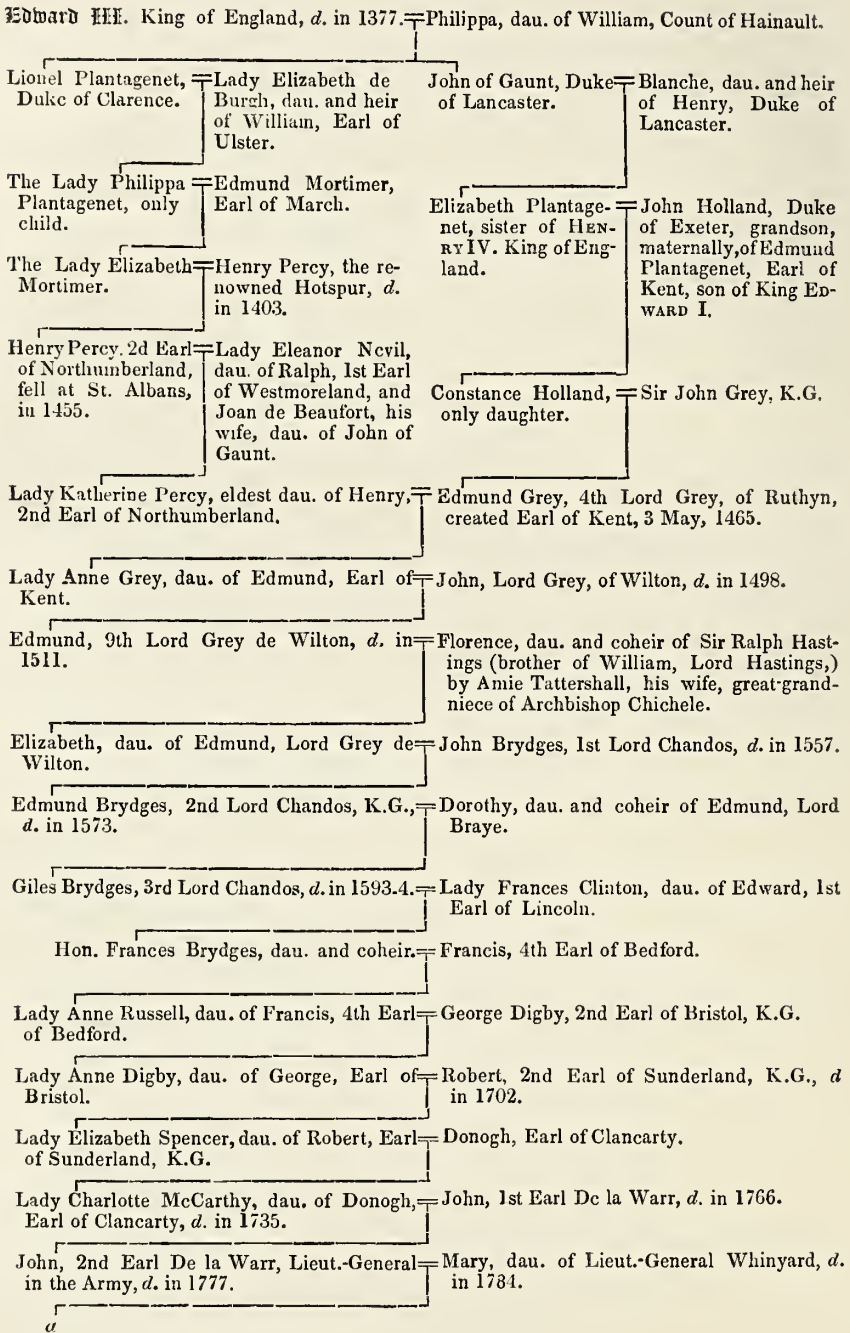 Edward III. King of England, d. in 1377. Philippa, dau. of William, Count of Hainault.
Lionel Plantagenet,
Duke of Clarence.
Lady Elizabeth de
Burgh, dau. and heir
of William, Earl of
Ulster.
John of Gaunt, Duke
of Lancaster.
Blanche, dau. and heir
of Henry, Duke of
Lancaster.
The Lady Philippa
Plantagenet, only
child.
Edmund Mortimer,
Earl of March.
Elizabeth Plantage-
net, sister of HEN-
RY IV. King of Eng-
land.
John Holland, Duke
of Exeter, grandson,
maternally, of Edmund
Plantagenet, Earl of
Kent, son of King ED-
WARD I.
The Lady Elizabeth
Mortimer.
Henry Percy, the re-
nowned Hotspur, d.
in 1403.
Henry Percy. 2d Earl
of Northumberland,
fell at St. Albans,
in 1455.
Lady Eleanor Nevil,
dau. of Ralph, 1st Earl
of Westmoreland, and
Joan de Beaufort, his
wife, dau. of John of
Gaunt.
Constance Holland,
only daughter.
Sir John Grey, K.G.
Lady Katherine Percy, eldest dau. of Henry,
2nd Earl of Northumberland.
Edmund Grey, 4th Lord Grey, of Ruthyn,
created Earl of Kent, 3 May, 1465.
Lady Anne Grey, dau. of Edmund, Earl of
Kent.
John, Lord Grey, of Wilton, d. in 1498.
Edmund, 9th Lord Grey de Wilton, d. in
1511.
Florence, dau. and coheir of Sir Ralph Hast-
ings (brother of William, Lord Hastings,)
by Amie Tattershall, his wife, great-grand-
niece of Archbishop Chichele.
Elizabeth, dau. of Edmund, Lord Grey de
Wilton.
John Brydges, 1st Lord Chandos, d. in 1557.
Edmund Brydges, 2nd Lord Chandos, K.G.,
d. in 1573.
Dorothy, dau. and coheir of Edmund, Lord
Braye.
Giles Brydges, 3rd Lord Chandos, d. in 1593.4.
Lady Frances Clinton, dau. of Edward, 1st
Earl of Lincoln.
Hon. Frances Brydges, dau. and coheir.
Francis, 4th Earl of Bedford.
Lady Anne Russell, dau. of Francis, 4th Earl
of Bedford.
George Digby, 2nd Earl of Bristol, K.G.
Lady Anne Digby, dau. of George, Earl of
Bristol.
Robert, 2nd Earl of Sunderland, K.G., d
in 1702.
Lady Elizabeth Spencer, dau. of Robert, Earl
of Sunderland, K.G.
Donogh, Earl of Clancarty.
Lady Charlotte McCarthy, dau. of Donogh,
Earl of Clancarty, d. in 1735.
John, 1st Earl De la Warr, d. in 1766.
John, 2nd Earl De la Warr, Lieut.-General
in the Army, d. in 1777.
Mary, dau. of Lieut.-General Whinyard, d.
in 1784.
a